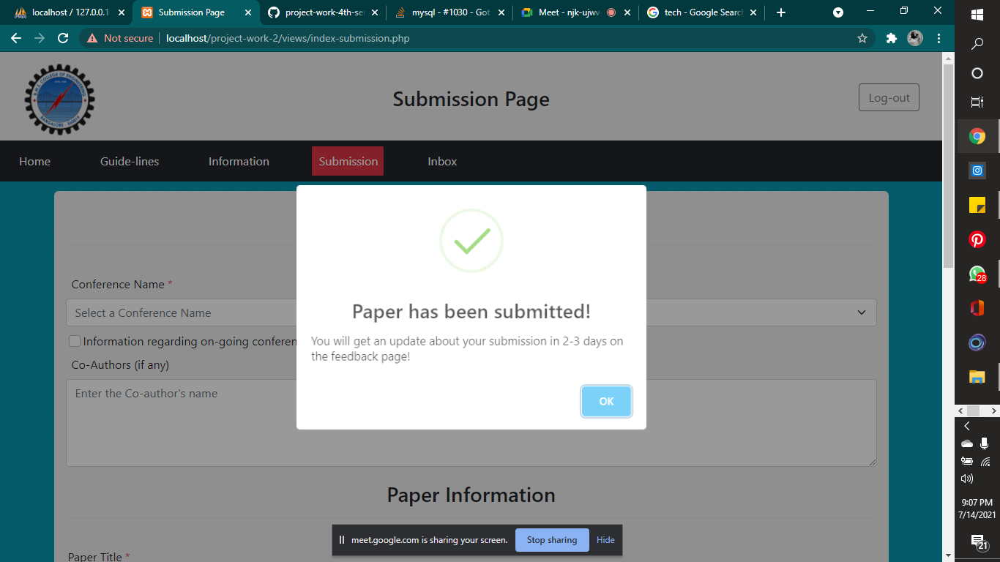 localhost / 127.0.0.1
Submission Page
project-work-4th-se
mysql - #1030 - Got
Meet - njk-ujwv
tech - Google Search
Not secure
localhost/project-work-2/views/index-submission.php
B.M.S. COLLEGE OF ENGINEERING
Submission Page
Log-out
Home
Guide-lines
Information
Submission
Inbox
Conference Name *
Select a Conference Name
Information regarding on-going conferen
Co-Authors (if any)
Enter the Co-author's name
Paper has been submitted!
You will get an update about your submission in 2-3 days on
the feedback page!
OK
Paper Information
Paper Title *
meet.google.com is sharing your screen.
Stop sharing
Hide
28
9:07 PM
7/14/2021
21